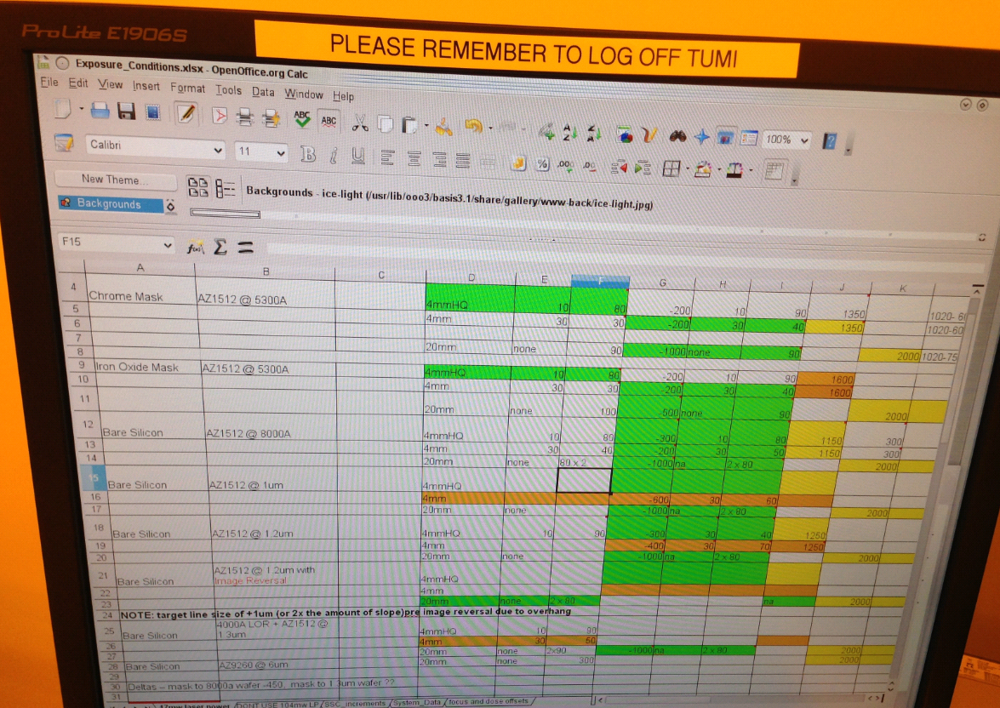 ProLite E1906S
PLEASE REMEMBER TO LOG OFF TUMI
Exposure_Conditions.xlsx - OpenOffice.org Calc
File Edit View Insert Format Tools Data Window Help
ABC ABC 100%
Calibri 11 B i U % .00 .00
New Theme...
Backgrounds Backgrounds - ice-light (/usr/lib/ooo3/basis3.1/share/gallery/www-back/ice-light.jpg)
F15 f(x) Σ =
A B C D E F G H I J K
4 Chrome Mask AZ1512 @ 5300A 4mmHQ 10 80 -200 10 90 1350 1020- 60
5 4mm 30 30 -200 30 40 1350 1020-60
6
7 20mm none 90 -1000 none 90 2000 1020-75
8
9 Iron Oxide Mask AZ1512 @ 5300A 4mmHQ 10 80 -200 10 90 1600
10 4mm 30 30 -200 30 40 1600
11 20mm none 100 -500 none 90 2000
12 Bare Silicon AZ1512 @ 8000A 4mmHQ 10 80 -300 10 80 1150 300
13 4mm 30 40 -200 30 50 1150 300
14 20mm none 80 x 2 -1000 na 2 x 80 2000
15 Bare Silicon AZ1512 @ 1um 4mmHQ
16 4mm -600 30 60
17 20mm none -1000 na 2 x 80 2000
18 Bare Silicon AZ1512 @ 1.2um 4mmHQ 10 90 -300 30 40 1250
19 4mm -400 30 70 1250
20 20mm none -1000 na 2 x 80 2000
21 Bare Silicon AZ1512 @ 1.2um with
Image Reversal 4mmHQ
22 4mm
23 20mm none 2 x 80 na 2000
24 NOTE: target line size of +1um (or 2x the amount of slope)pre image reversal due to overhang
25 Bare Silicon 4000A LOR + AZ1512 @
1.3um 4mmHQ 10 90
26 4mm 30 50
27 20mm none 2x90 -1000 na 2 x 80 2000
28 Bare Silicon AZ9260 @ 6um 20mm none 300 2000
29
30 Deltas – mask to 8000a wafer -450 mask to 1.3um wafer ??
31
47mw laser power DONT USE 104mw LP SSC_increments System_Data focus and dose offsets